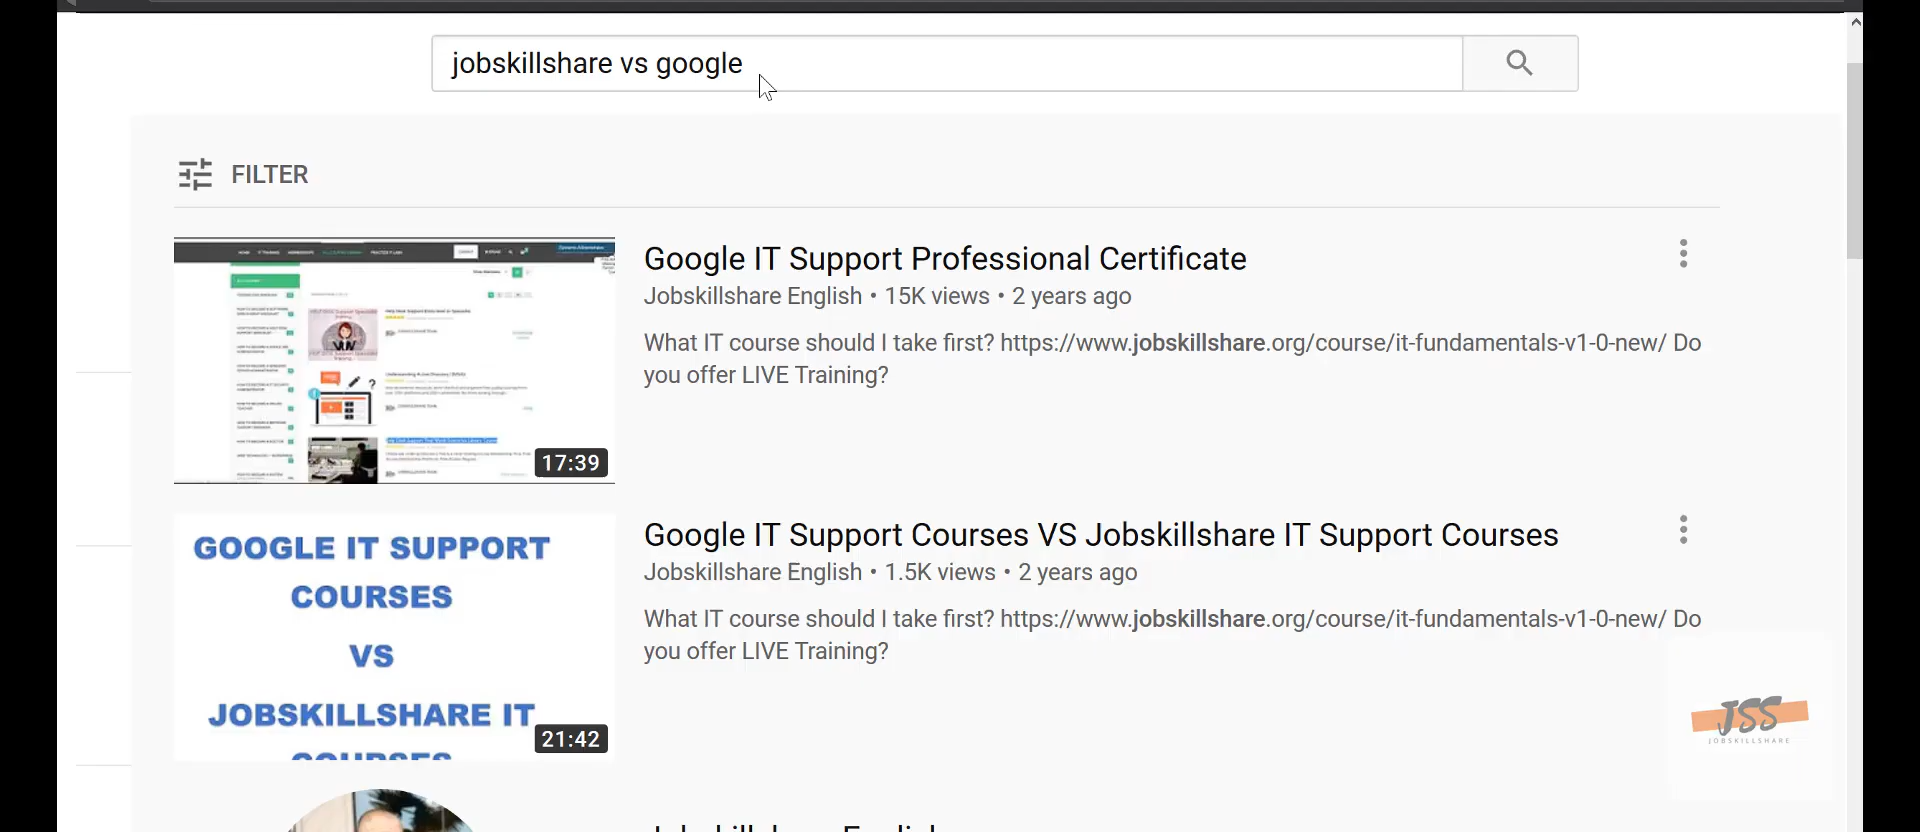 jobskillshare vs google
FILTER
17:39
Google IT Support Professional Certificate
Jobskillshare English • 15K views • 2 years ago
What IT course should I take first? https://www.jobskillshare.org/course/it-fundamentals-v1-0-new/ Do
you offer LIVE Training?
GOOGLE IT SUPPORT
COURSES
VS
JOBSKILLSHARE IT
COURSES
21:42
Google IT Support Courses VS Jobskillshare IT Support Courses
Jobskillshare English • 1.5K views • 2 years ago
What IT course should I take first? https://www.jobskillshare.org/course/it-fundamentals-v1-0-new/ Do
you offer LIVE Training?
JSS
JOBSKILLSHARE
Jobskillshare English